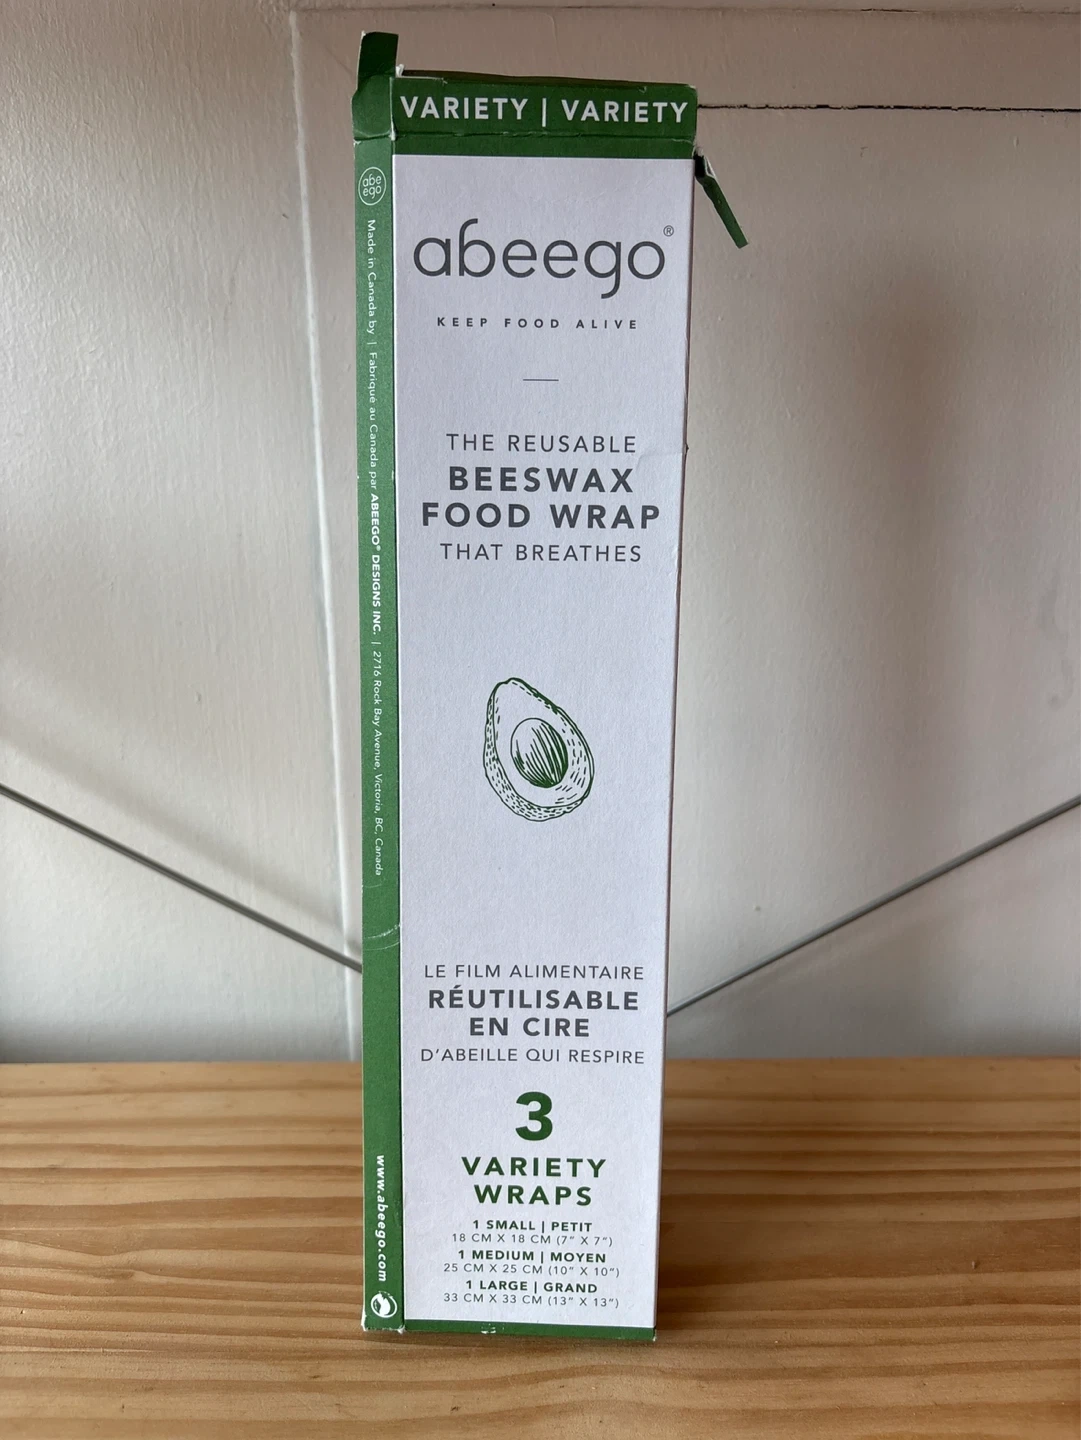 VARIETY | VARIETY
abeego®
KEEP FOOD ALIVE
THE REUSABLE
BEESWAX
FOOD WRAP
THAT BREATHES
LE FILM ALIMENTAIRE
RÉUTILISABLE
EN CIRE
D'ABEILLE QUI RESPIRE
3
VARIETY
WRAPS
1 SMALL | PETIT
18 CM X 18 CM (7" X 7")
1 MEDIUM | MOYEN
25 CM X 25 CM (10" X 10")
1 LARGE | GRAND
33 CM X 33 CM (13" X 13")
abeego
Made in Canada by | Fabriqué au Canada par ABEEGO® DESIGNS INC. | 2716 Rock Bay Avenue, Victoria, BC, Canada
www.abeego.com